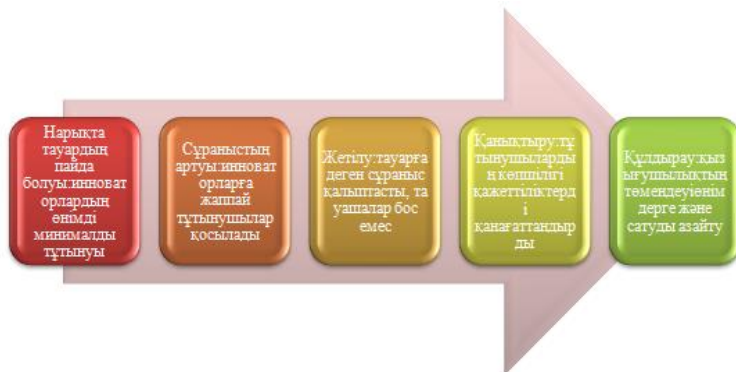 Нарықта
тауардың
пайда
болуы:инноват
орлардың
өнімді
минималды
тұтынуы
Сұраныстың
артуы:инноват
орларға
жаппай
тұтынушылар
қосылады
Жетілу:тауарға
деген сұраныс
қалыптасты, та
уашалар бос
емес
Қанықтыру:тұ
тынушылардың
ң көпшілігі
қажеттіліктерд
і
қанағаттандыр
ды
Құлдырау:қыз
ығушылықтың
төмендеуіөнім
дерге және
сатуды азайту